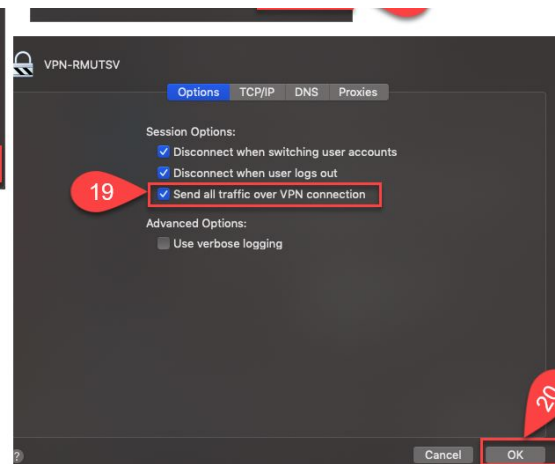 VPN-RMUTSV
Options TCP/IP DNS Proxies
Session Options:
Disconnect when switching user accounts
Disconnect when user logs out
19
Send all traffic over VPN connection
Advanced Options:
Use verbose logging
20
? Cancel OK